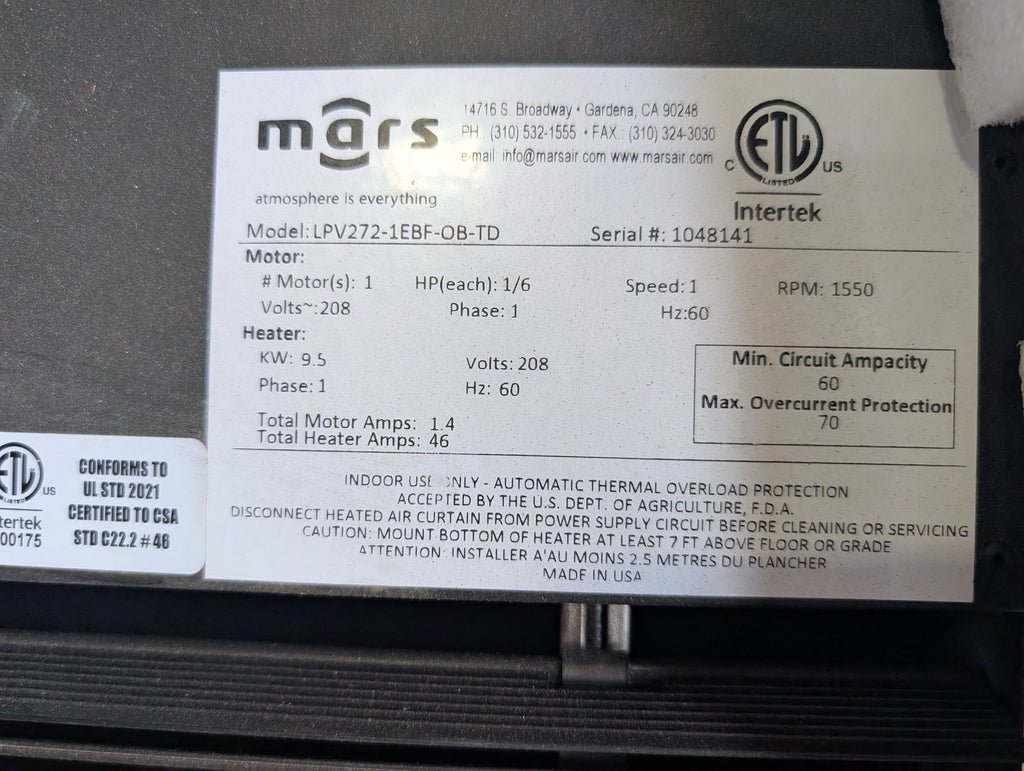 mars
atmosphere is everything
14716 S. Broadway • Gardena, CA 90248
PH. (310) 532-1555 • FAX.: (310) 324-3030
e-mail: info@marsair.com www.marsair.com
C ETL US
LISTED
Intertek
Model: LPV272-1EBF-OB-TD Serial #: 1048141
Motor:
# Motor(s): 1 HP(each): 1/6 Speed: 1 RPM: 1550
Volts~:208 Phase: 1 Hz:60
Heater:
KW: 9.5 Volts: 208
Phase: 1 Hz: 60
Min. Circuit Ampacity
60
Max. Overcurrent Protection
70
Total Motor Amps: 1.4
Total Heater Amps: 46
INDOOR USE ONLY - AUTOMATIC THERMAL OVERLOAD PROTECTION
ACCEPTED BY THE U.S. DEPT. OF AGRICULTURE, F.D.A.
DISCONNECT HEATED AIR CURTAIN FROM POWER SUPPLY CIRCUIT BEFORE CLEANING OR SERVICING
CAUTION: MOUNT BOTTOM OF HEATER AT LEAST 7 FT ABOVE FLOOR OR GRADE
ATTENTION: INSTALLER A'AU MOINS 2.5 METRES DU PLANCHER
MADE IN USA
ETL US
LISTED
tertek
00175
CONFORMS TO
UL STD 2021
CERTIFIED TO CSA
STD C22.2 # 46